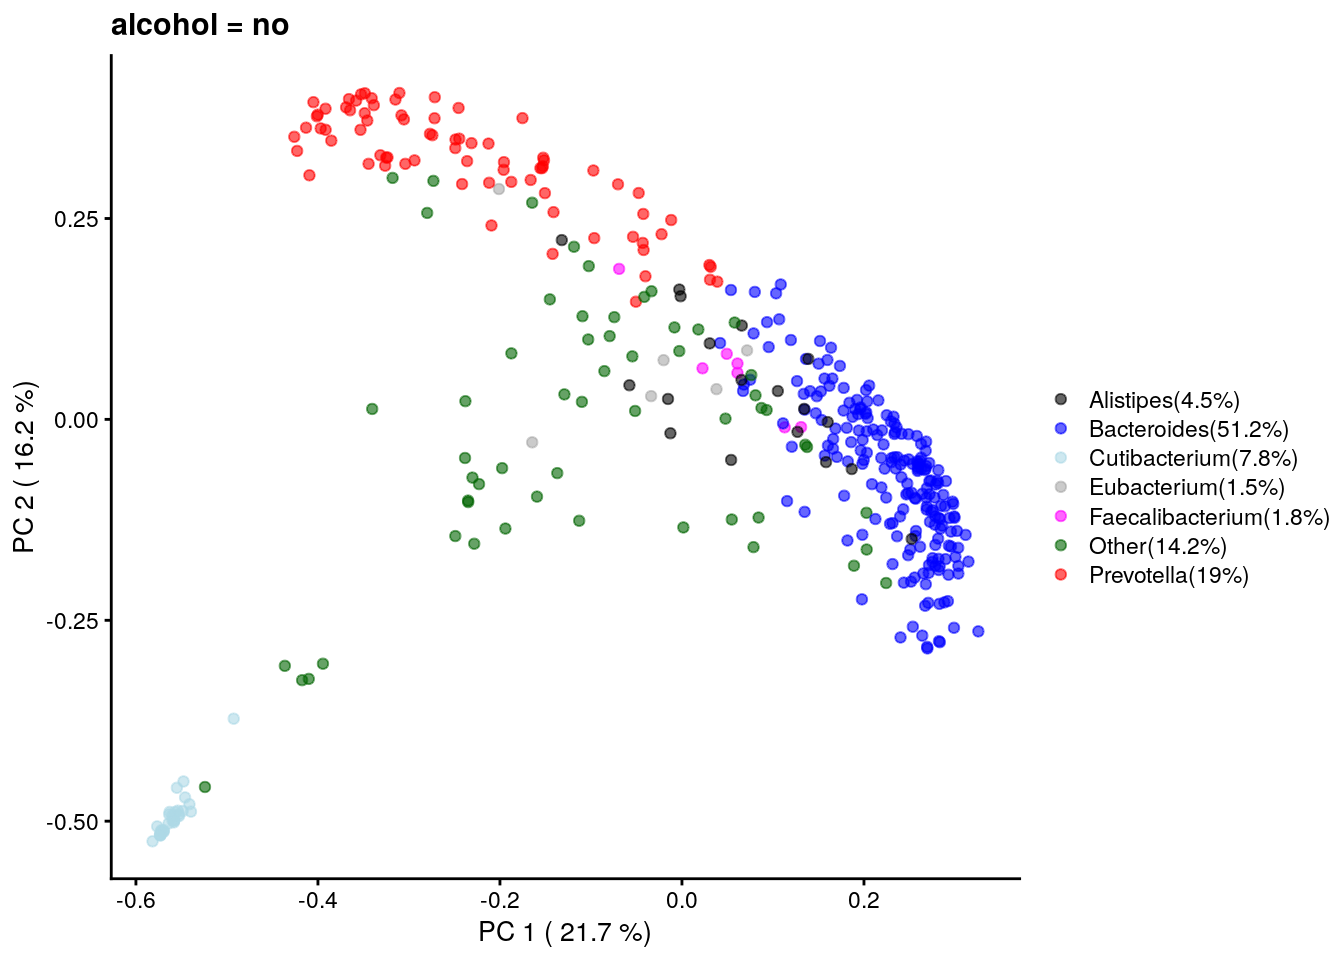 alcohol = no
0.25
0.00
-0.25
-0.50
PC 2 ( 16.2 %)
-0.6
-0.4
-0.2
0.0
0.2
PC 1 ( 21.7 %)
Alistipes(4.5%)
Bacteroides(51.2%)
Cutibacterium(7.8%)
Eubacterium(1.5%)
Faecalibacterium(1.8%)
Other(14.2%)
Prevotella(19%)